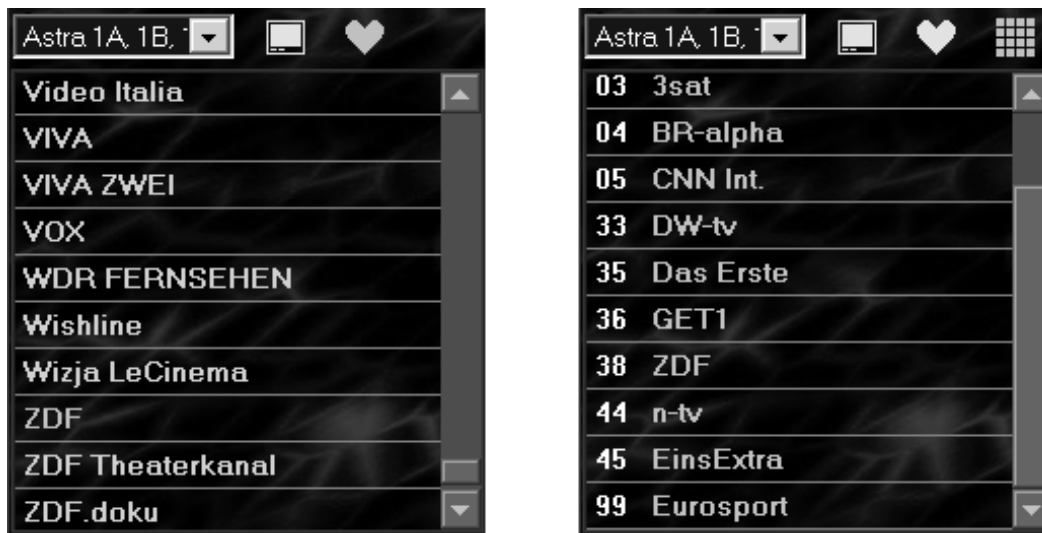 Astra 1A, 1B, 1
Video Italia
VIVA
VIVA ZWEI
VOX
WDR FERNSEHEN
Wishline
Wizja LeCinema
ZDF
ZDF Theaterkanal
ZDF.doku
Astra 1A, 1B, 1
03 3sat
04 BR-alpha
05 CNN Int.
33 DW-tv
35 Das Erste
36 GET1
38 ZDF
44 n-tv
45 EinsExtra
99 Eurosport